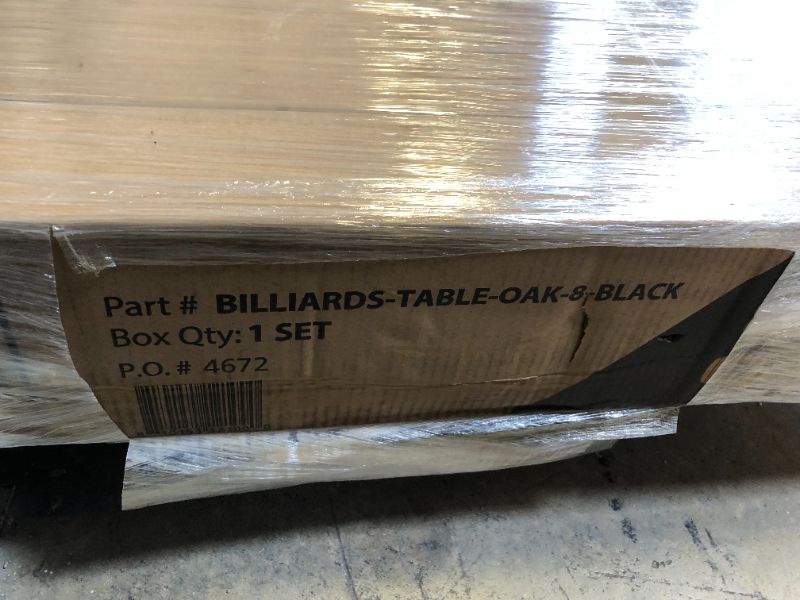 Part # BILLIARDS-TABLE-OAK-8-BLACK
Box Qty: 1 SET
P.O. # 4672